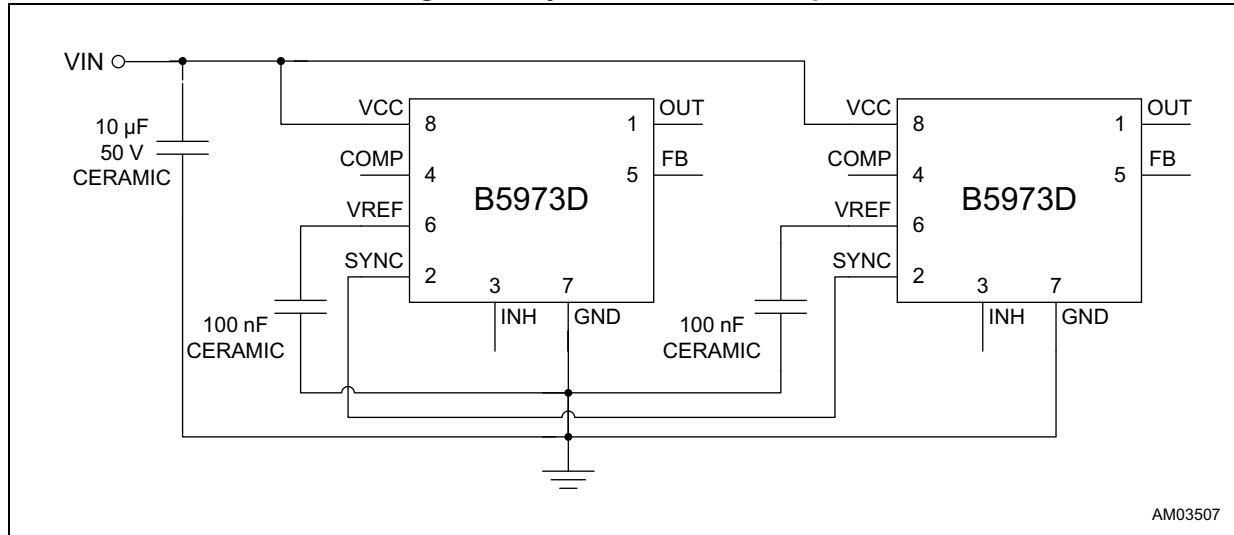 VIN
10 µF
50 V
CERAMIC
VCC
8
1
OUT
COMP
4
5
FB
B5973D
VREF
6
SYNC
2
3
7
INH
GND
100 nF
CERAMIC
VCC
8
1
OUT
COMP
4
5
FB
B5973D
VREF
6
SYNC
2
3
7
INH
GND
100 nF
CERAMIC
AM03507